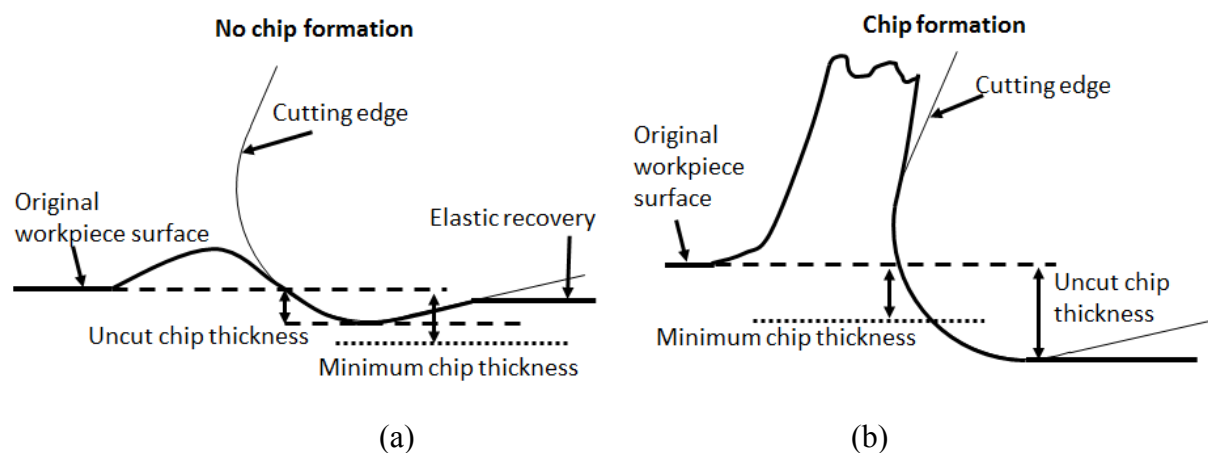 No chip formation
Cutting edge
Original
workpiece surface
Elastic recovery
Uncut chip thickness
Minimum chip thickness
(a)
Chip formation
Cutting edge
Original
workpiece
surface
Uncut chip
thickness
Minimum chip thickness
(b)